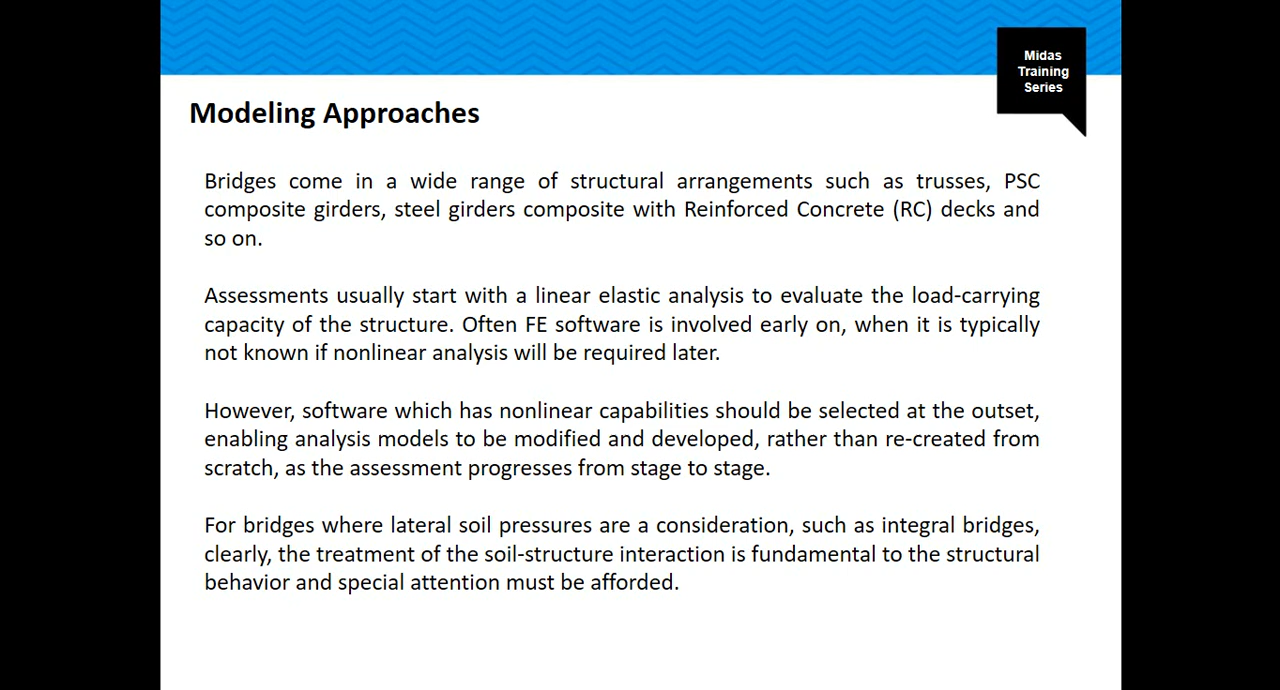 Midas
Training
Series
Modeling Approaches
Bridges come in a wide range of structural arrangements such as trusses, PSC
composite girders, steel girders composite with Reinforced Concrete (RC) decks and
so on.
Assessments usually start with a linear elastic analysis to evaluate the load-carrying
capacity of the structure. Often FE software is involved early on, when it is typically
not known if nonlinear analysis will be required later.
However, software which has nonlinear capabilities should be selected at the outset,
enabling analysis models to be modified and developed, rather than re-created from
scratch, as the assessment progresses from stage to stage.
For bridges where lateral soil pressures are a consideration, such as integral bridges,
clearly, the treatment of the soil-structure interaction is fundamental to the structural
behavior and special attention must be afforded.